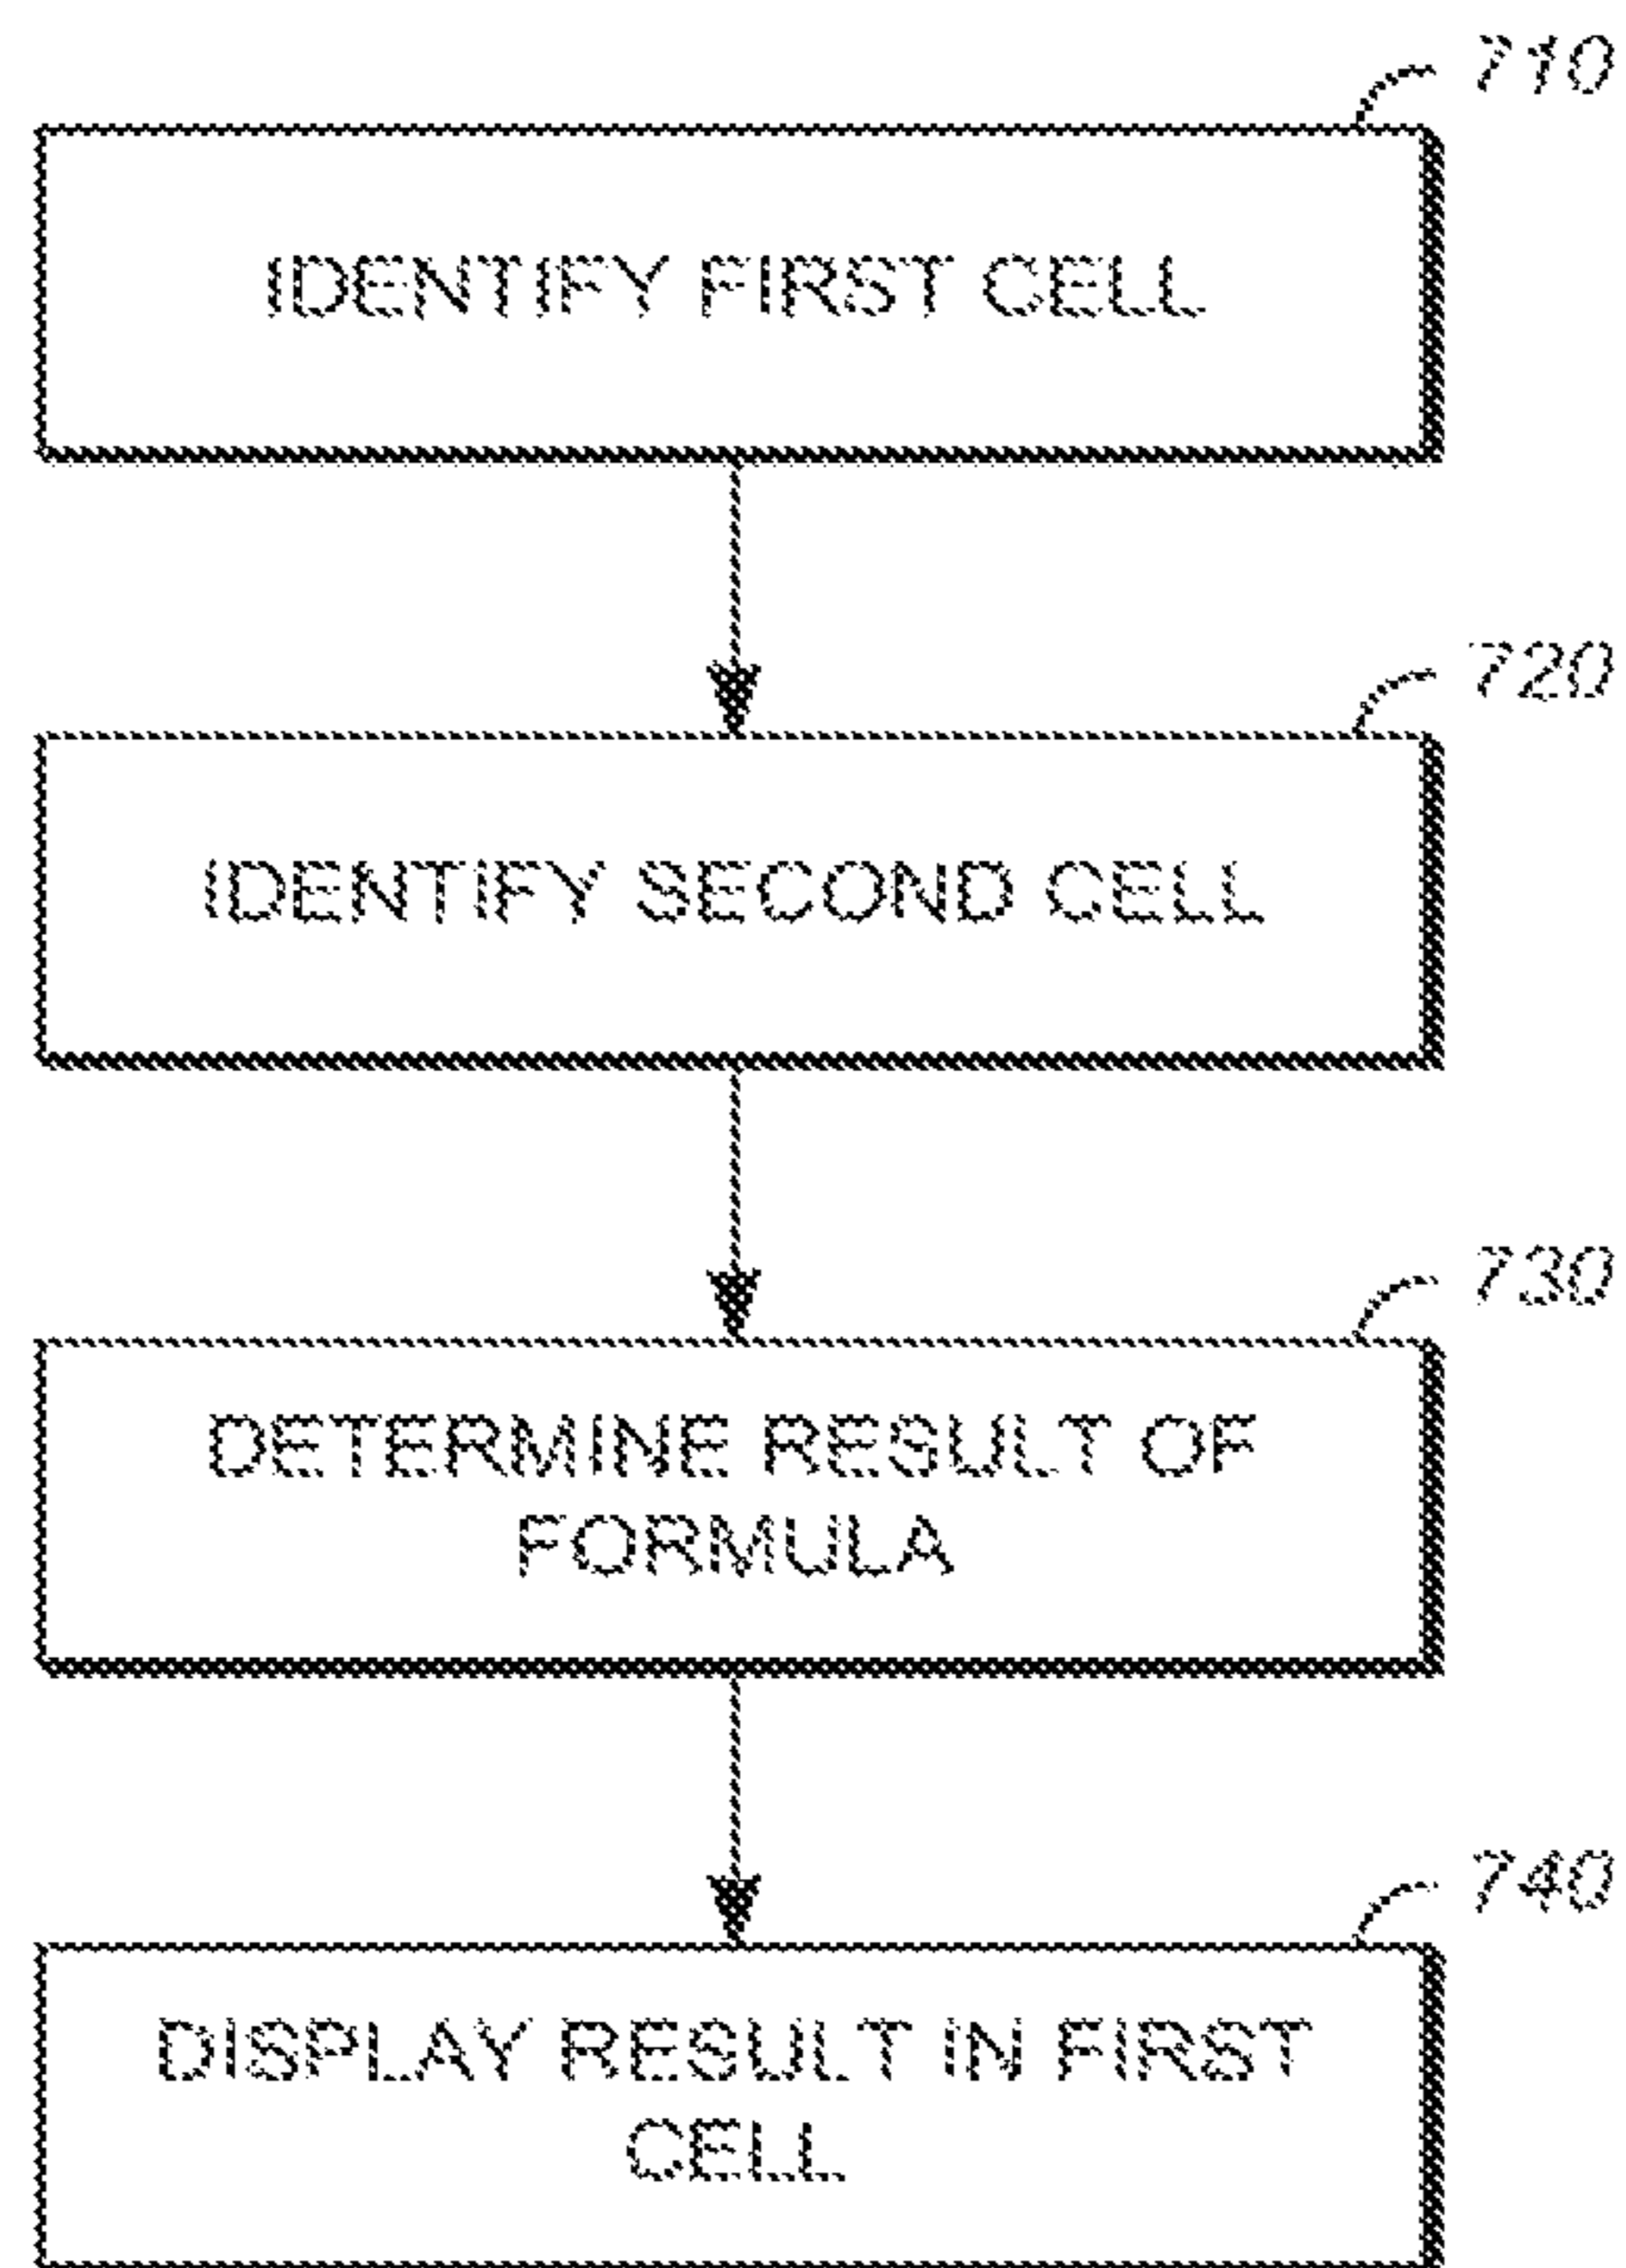 710
IDENTIFY FIRST CELL
720
IDENTIFY SECOND CELL
730
DETERMINE RESULT OF
FORMULA
740
DISPLAY RESULT IN FIRST
CELL